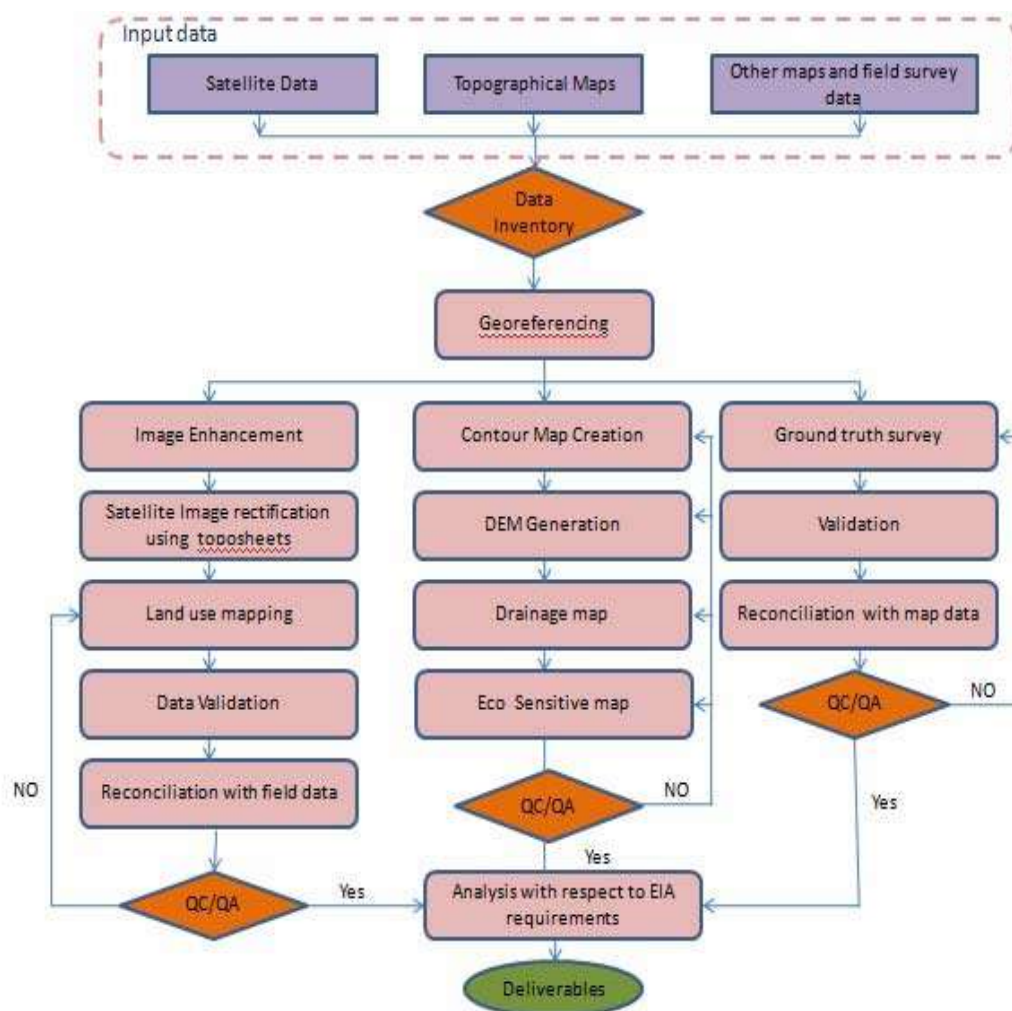 Input data
Satellite Data
Topographical Maps
Other maps and field survey
data
Data
Inventory
Georeferencing
Image Enhancement
Contour Map Creation
Ground truth survey
Satellite Image rectification
using toposheets
DEM Generation
Validation
Land use mapping
Drainage map
Reconciliation with map data
Data Validation
Eco Sensitive map
QC/QA
NO
Reconciliation with field data
NO
QC/QA
NO
Yes
Yes
QC/QA
Yes
Analysis with respect to EIA
requirements
Deliverables